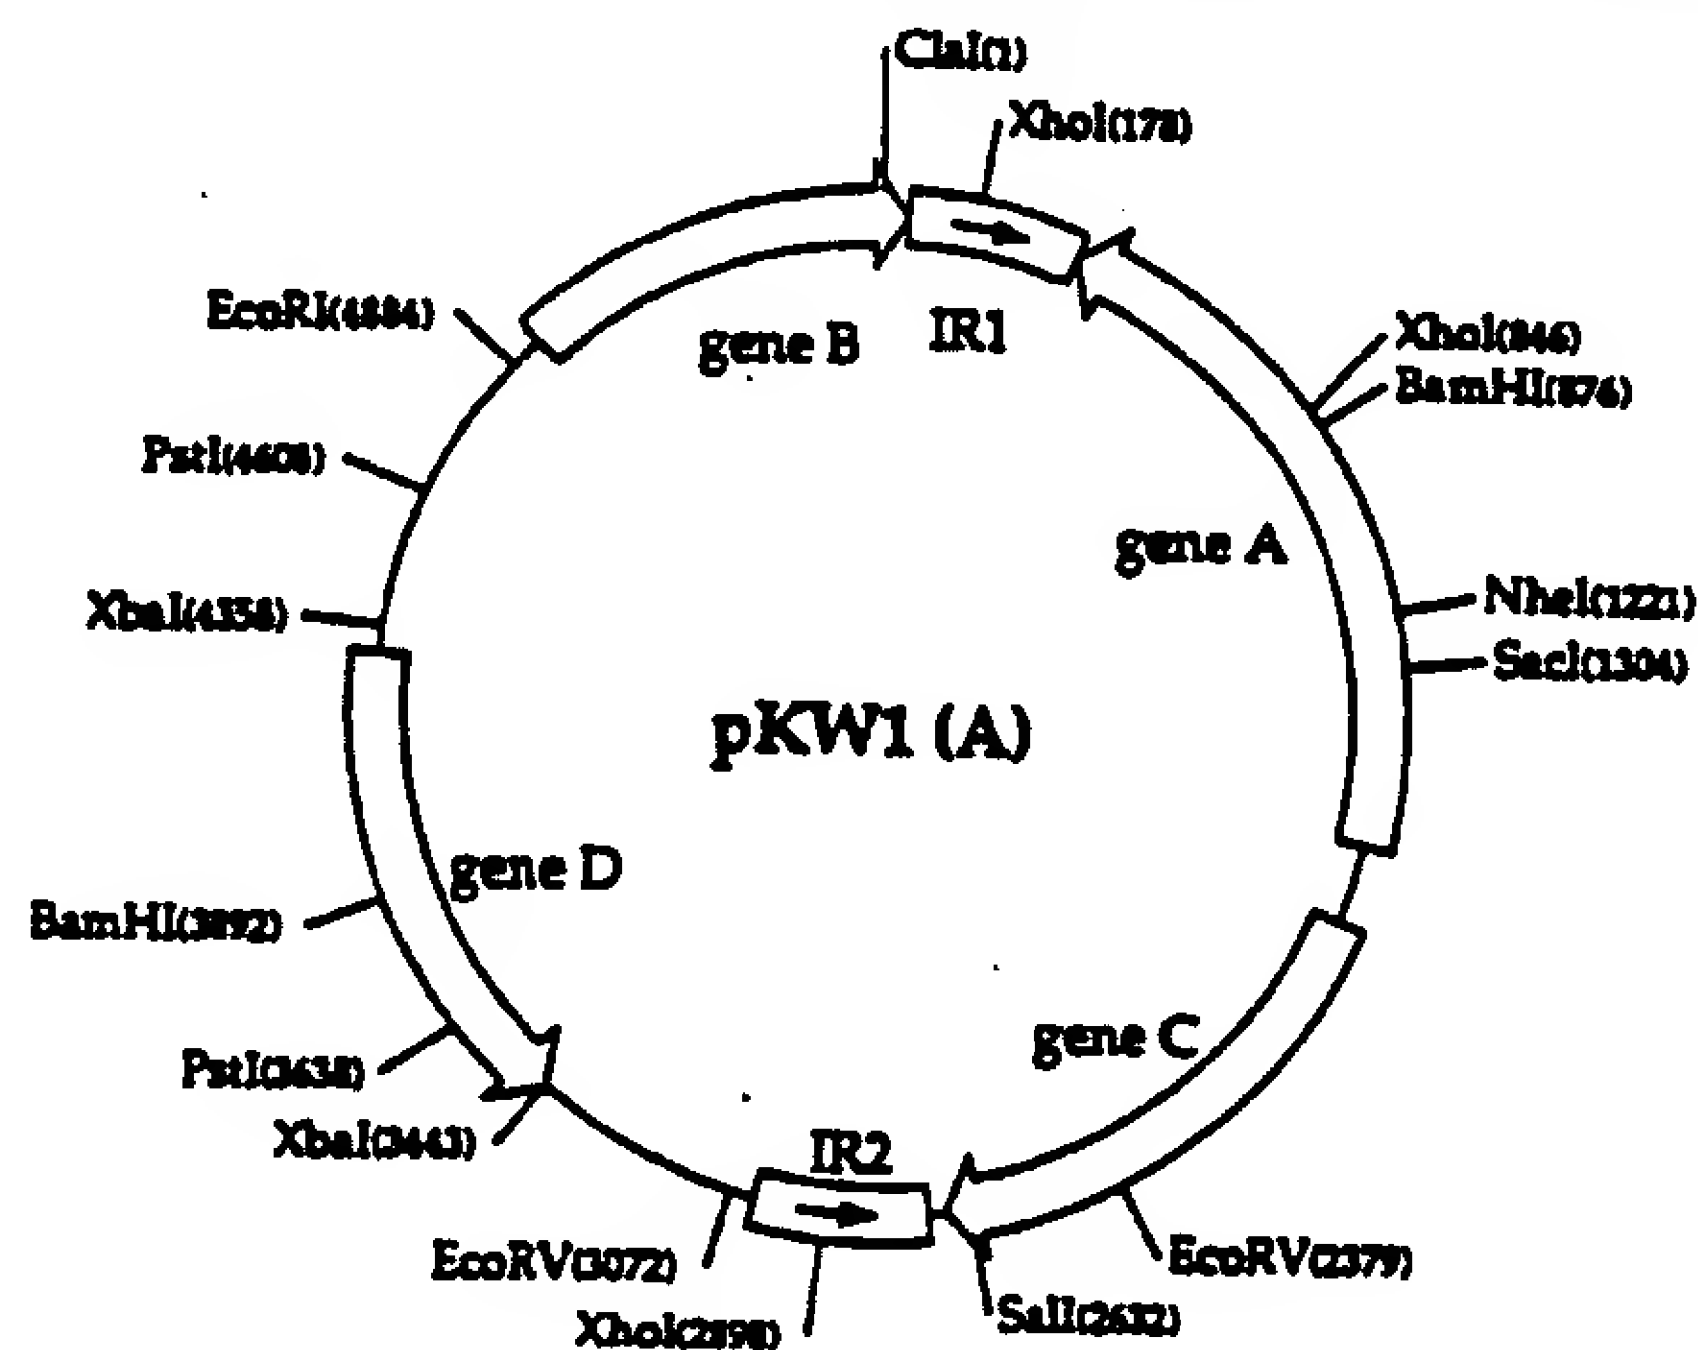 ClaI(1)
XhoI(178)
EcoRI(4884)
gene B
IR1
XhoI(846)
BamHI(876)
PstI(4608)
gene A
XbaI(4358)
NheI(1221)
SacI(1304)
pKW1 (A)
gene D
BamHI(3892)
gene C
PstI(3638)
XbaI(3443)
IR2
EcoRV(3072)
EcoRV(2379)
XhoI(2898)
SalI(2632)